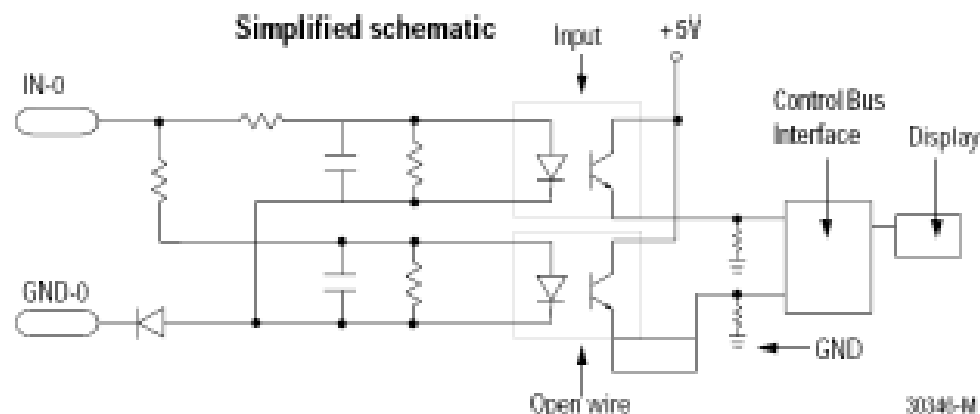 Simplified schematic
Input
+5V
IN-0
Control Bus
Interface
Display
GND-0
GND
Open wire
30346-M